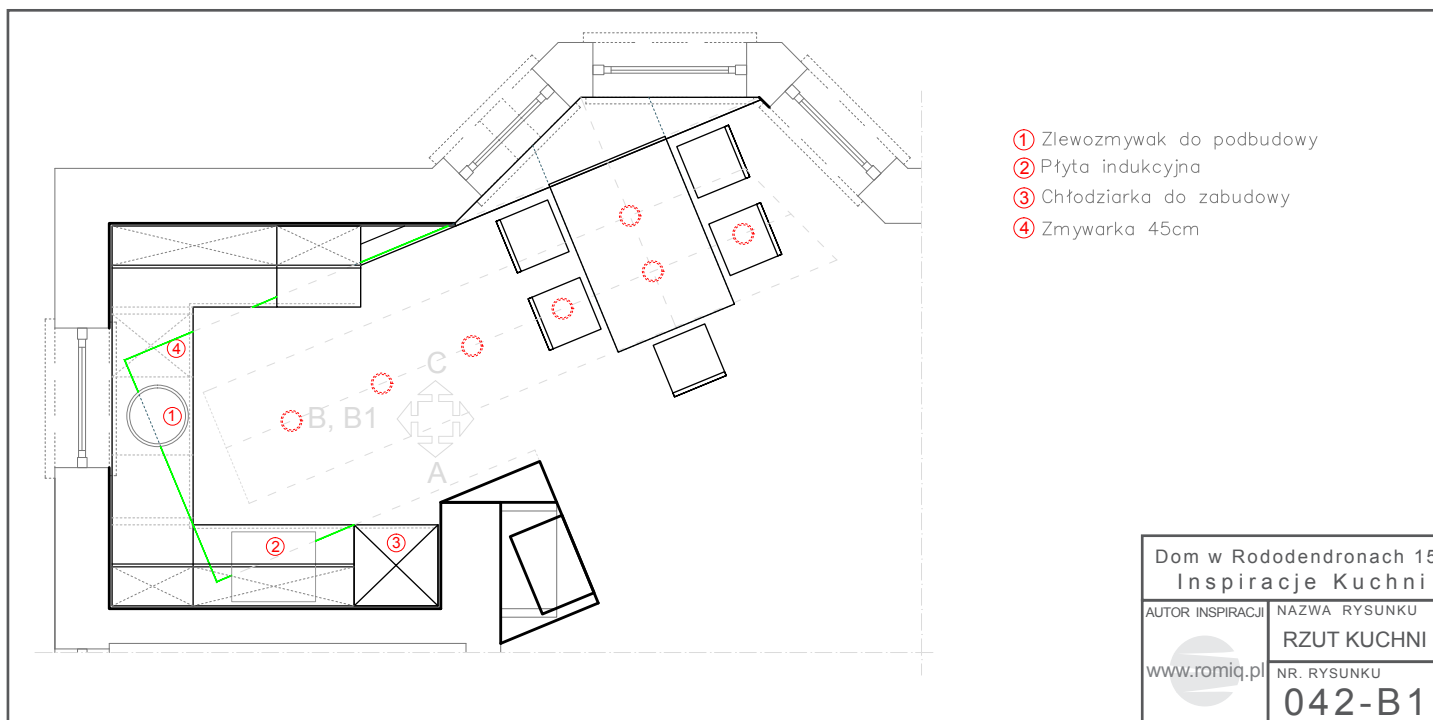 1 Zlewozmywak do podbudowy
2 Płyta indukcyjna
3 Chłodziarka do zabudowy
4 Zmywarka 45cm
4
C
1
B, B1
A
2
3
Dom w Rododendronach 15
Inspiracje Kuchni
AUTOR INSPIRACJI
www.romiq.pl
NAZWA RYSUNKU
RZUT KUCHNI
NR. RYSUNKU
042-B1